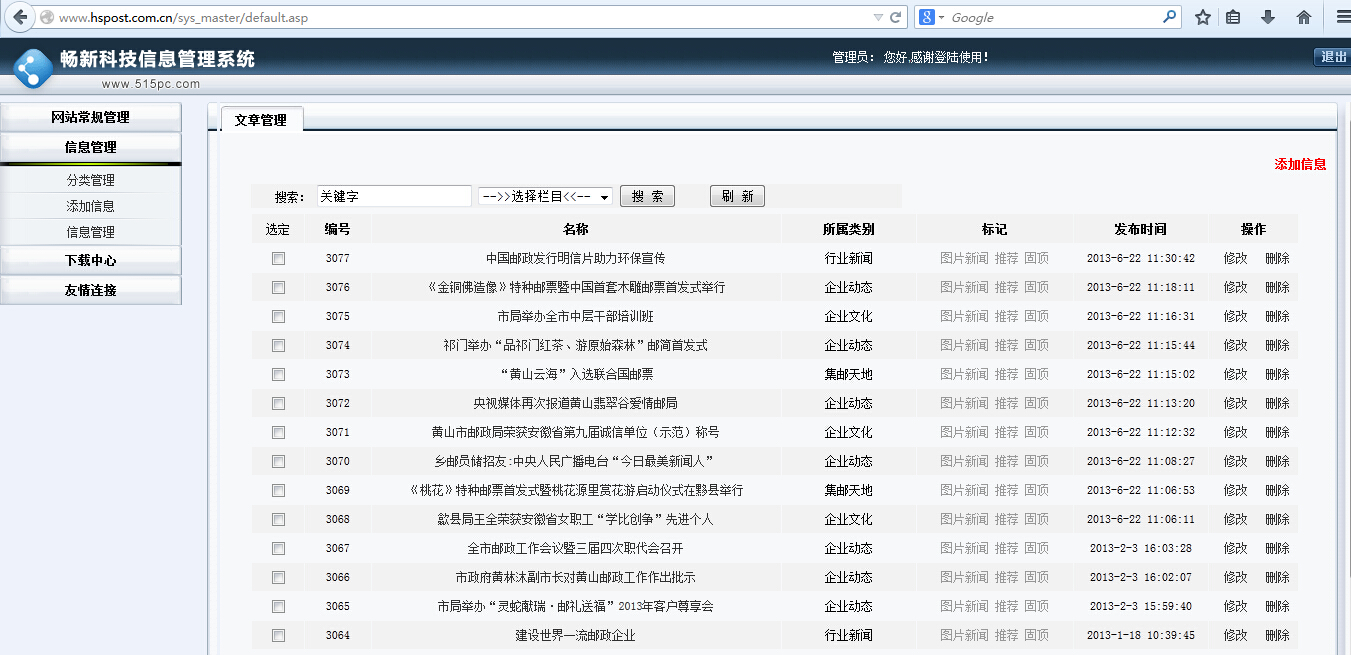 www.hspost.com.cn/sys_master/default.asp
Google
畅新科技信息管理系统
www.515pc.com
管理员： 您好,感谢登陆使用！
退出
网站常规管理
信息管理
分类管理
添加信息
信息管理
下载中心
友情连接
文章管理
添加信息
搜索： 关键字 -->>选择栏目<<-- 搜 索 刷 新
选定 编号 名称 所属类别 标记 发布时间 操作
3077 中国邮政发行明信片助力环保宣传 行业新闻 图片新闻 推荐 固顶 2013-6-22 11:30:42 修改 删除
3076 《金铜佛造像》特种邮票暨中国首套木雕邮票首发式举行 企业动态 图片新闻 推荐 固顶 2013-6-22 11:18:11 修改 删除
3075 市局举办全市中层干部培训班 企业文化 图片新闻 推荐 固顶 2013-6-22 11:16:31 修改 删除
3074 祁门举办“品祁门红茶、游原始森林”邮简首发式 企业动态 图片新闻 推荐 固顶 2013-6-22 11:15:44 修改 删除
3073 “黄山云海”入选联合国邮票 集邮天地 图片新闻 推荐 固顶 2013-6-22 11:15:02 修改 删除
3072 央视媒体再次报道黄山翡翠谷爱情邮局 企业动态 图片新闻 推荐 固顶 2013-6-22 11:13:20 修改 删除
3071 黄山市邮政局荣获安徽省第九届诚信单位（示范）称号 企业文化 图片新闻 推荐 固顶 2013-6-22 11:12:32 修改 删除
3070 乡邮员储招友:中央人民广播电台“今日最美新闻人” 企业动态 图片新闻 推荐 固顶 2013-6-22 11:08:27 修改 删除
3069 《桃花》特种邮票首发式暨桃花源里赏花游启动仪式在黟县举行 集邮天地 图片新闻 推荐 固顶 2013-6-22 11:06:53 修改 删除
3068 歙县局王全荣获安徽省女职工“学比创争”先进个人 企业文化 图片新闻 推荐 固顶 2013-6-22 11:06:11 修改 删除
3067 全市邮政工作会议暨三届四次职代会召开 企业动态 图片新闻 推荐 固顶 2013-2-3 16:03:28 修改 删除
3066 市政府黄林沐副市长对黄山邮政工作作出批示 企业动态 图片新闻 推荐 固顶 2013-2-3 16:02:07 修改 删除
3065 市局举办“灵蛇献瑞·邮礼送福”2013年客户尊享会 企业动态 图片新闻 推荐 固顶 2013-2-3 15:59:40 修改 删除
3064 建设世界一流邮政企业 行业新闻 图片新闻 推荐 固顶 2013-1-18 10:39:45 修改 删除